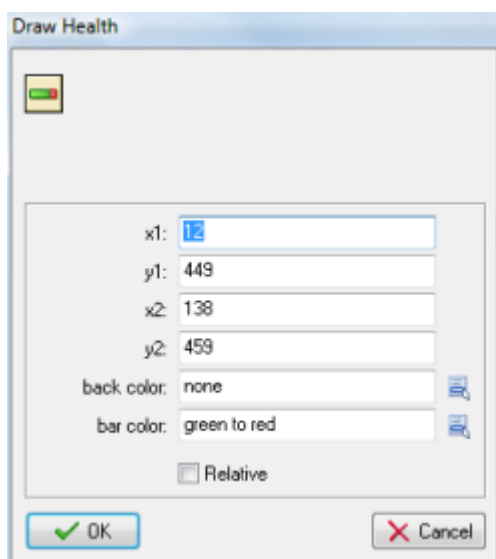 Draw Health
x1: 12
y1: 449
x2: 138
y2: 459
back color: none
bar color: green to red
Relative
OK Cancel